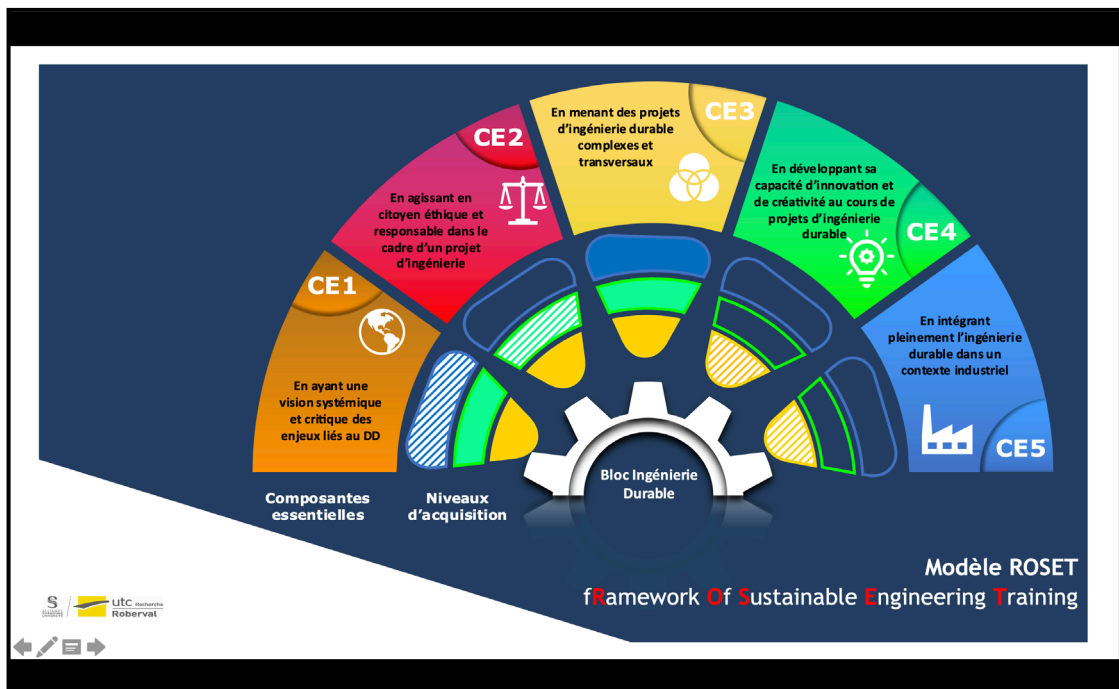 CE1
En ayant une
vision systémique
et critique des
enjeux liés au DD
CE2
En agissant en
citoyen éthique et
responsable dans le
cadre d'un projet
d'ingénierie
CE3
En menant des projets
d'ingénierie durable
complexes et
transversaux
CE4
En développant sa
capacité d'innovation et
de créativité au cours de
projets d'ingénierie
durable
CE5
En intégrant
pleinement l'ingénierie
durable dans un
contexte industriel
Bloc Ingénierie
Durable
Composantes
essentielles
Niveaux
d'acquisition
Modèle ROSET
fRamework Of Sustainable Engineering Training
S
utc Recherche
Roberval